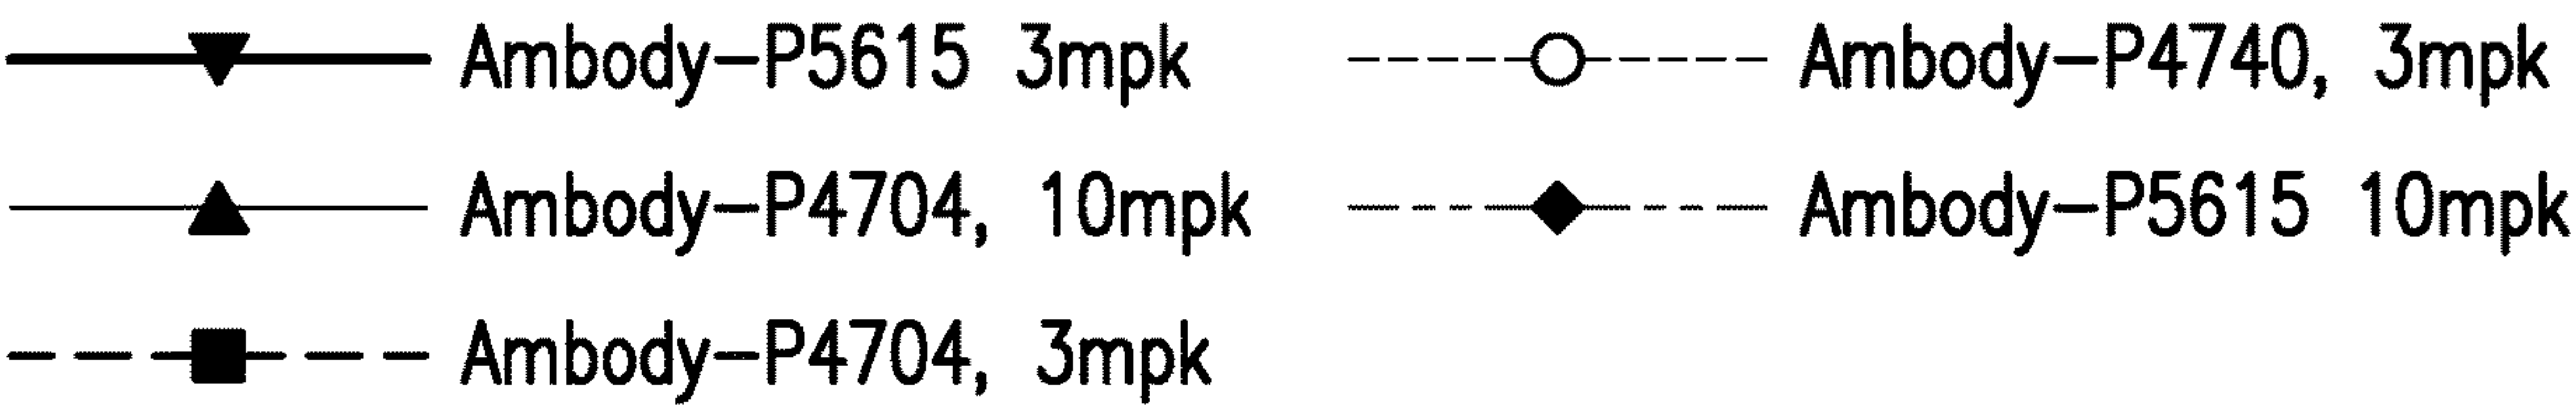 Ambody-P5615 3mpk
Ambody-P4704, 10mpk
Ambody-P4704, 3mpk
Ambody-P4740, 3mpk
Ambody-P5615 10mpk